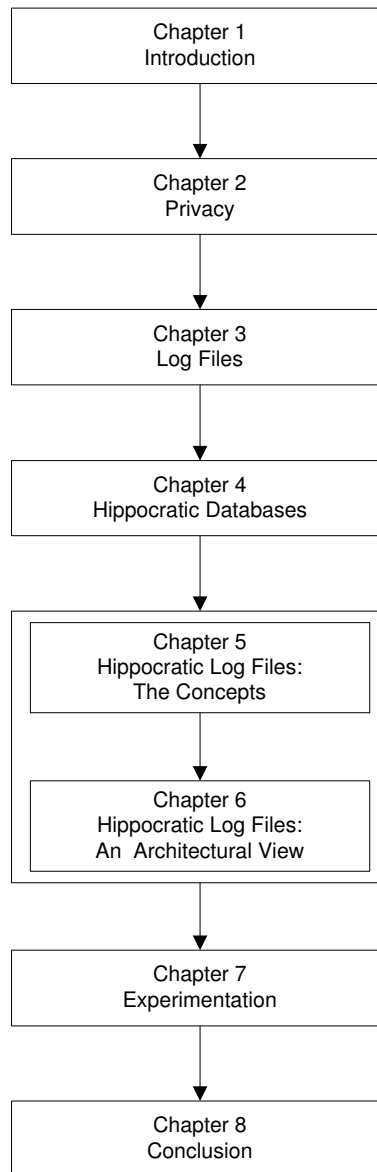 Chapter 1
Introduction
Chapter 2
Privacy
Chapter 3
Log Files
Chapter 4
Hippocratic Databases
Chapter 5
Hippocratic Log Files:
The Concepts
Chapter 6
Hippocratic Log Files:
An Architectural View
Chapter 7
Experimentation
Chapter 8
Conclusion